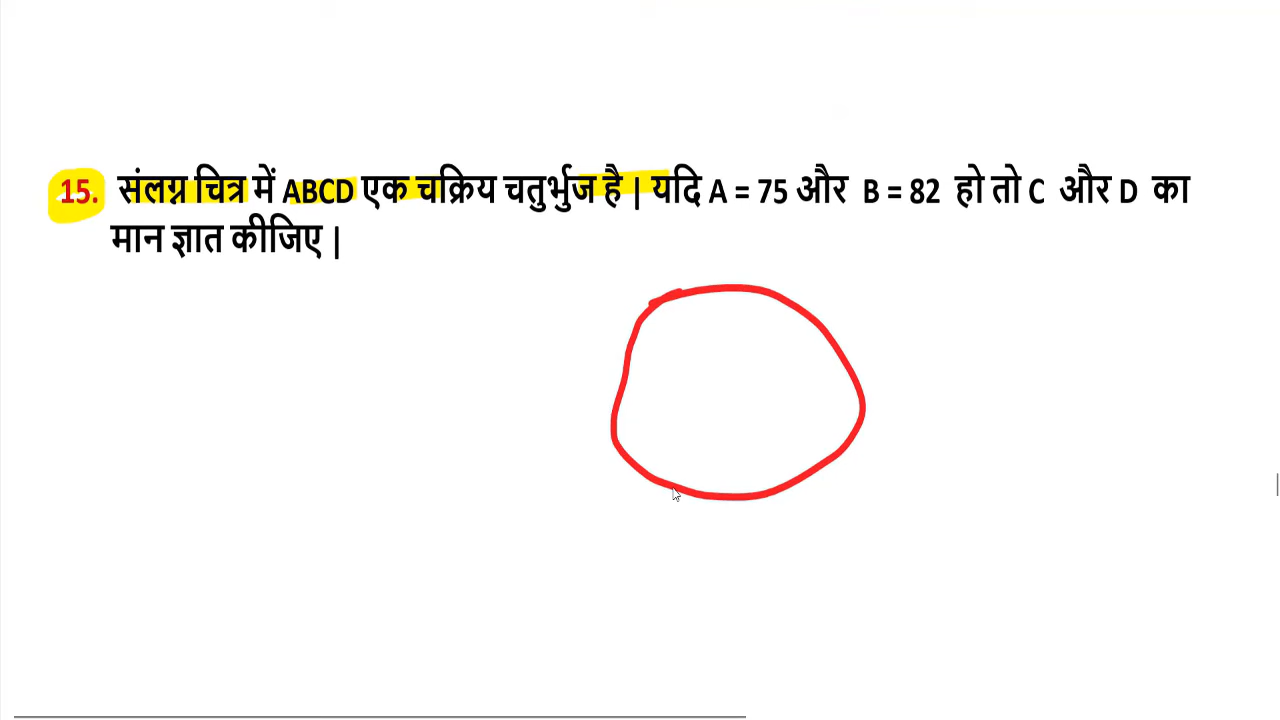 15. संलग्न चित्र में ABCD एक चक्रिय चतुर्भुज है | यदि A = 75 और B = 82 हो तो C और D का
मान ज्ञात कीजिए |